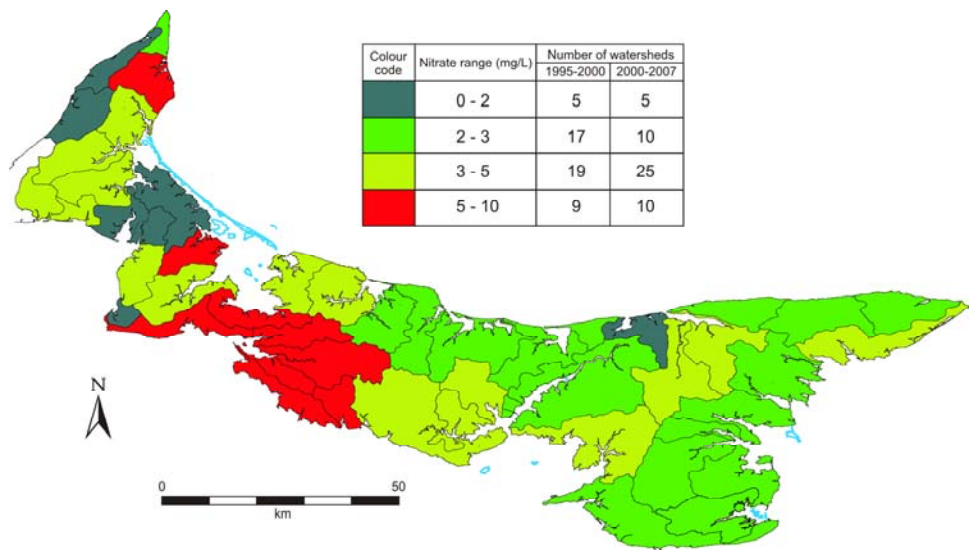 Colour code Nitrate range (mg/L) Number of watersheds
1995-2000 2000-2007
0 - 2 5 5
2 - 3 17 10
3 - 5 19 25
5 - 10 9 10
N
0 50
km